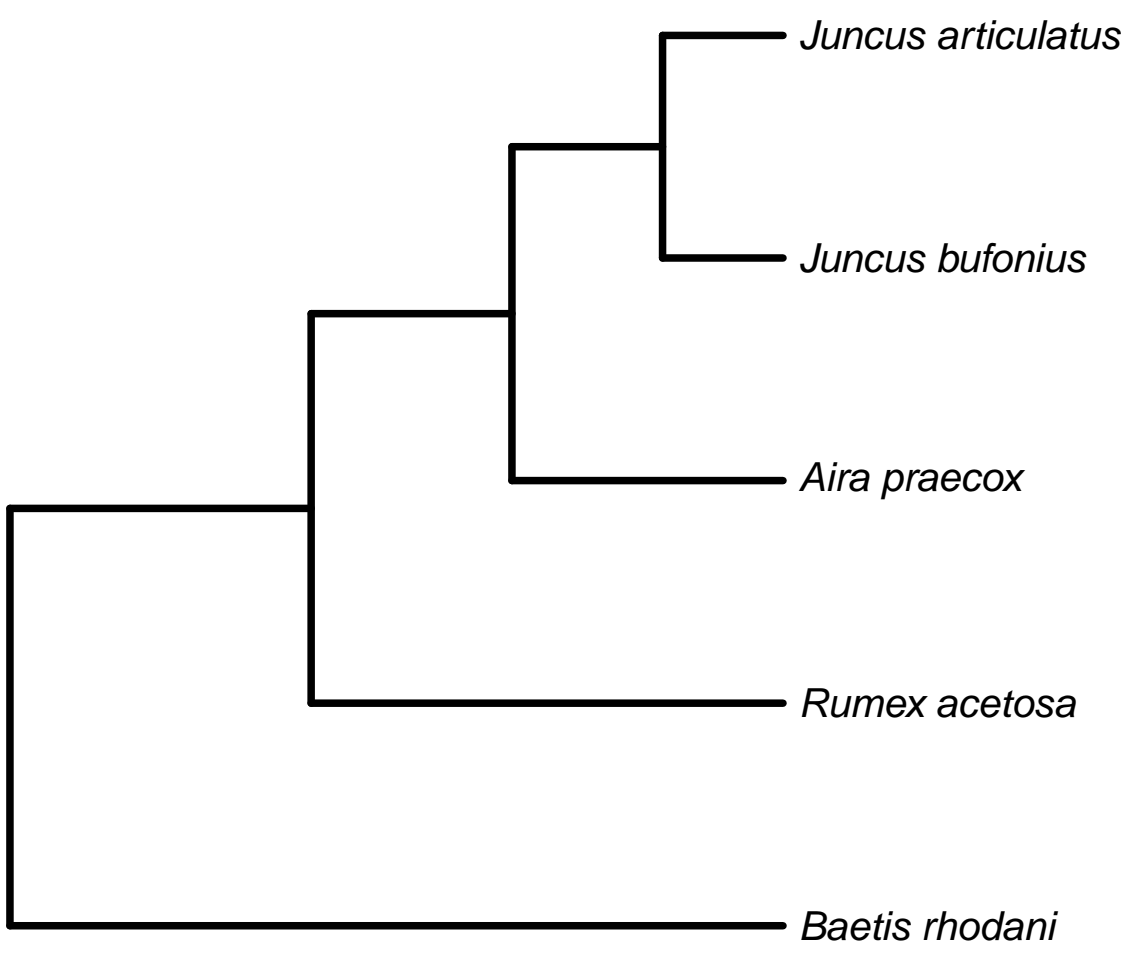 Juncus articulatus
Juncus bufonius
Aira praecox
Rumex acetosa
Baetis rhodani